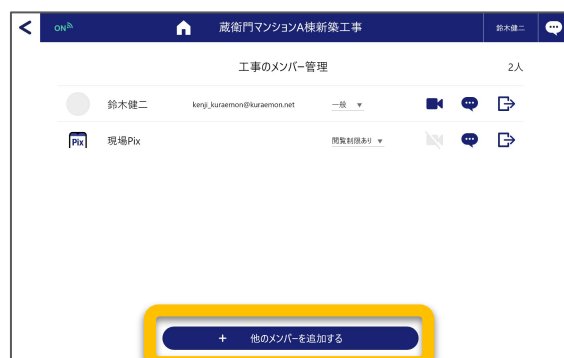 ON 蔵衛門マンションA棟新築工事 鈴木健二
工事のメンバー管理 2人
鈴木健二 kenji_kuraemon@kuraemon.net 一般 ▼
Pix 現場Pix 閲覧制限あり ▼
+ 他のメンバーを追加する